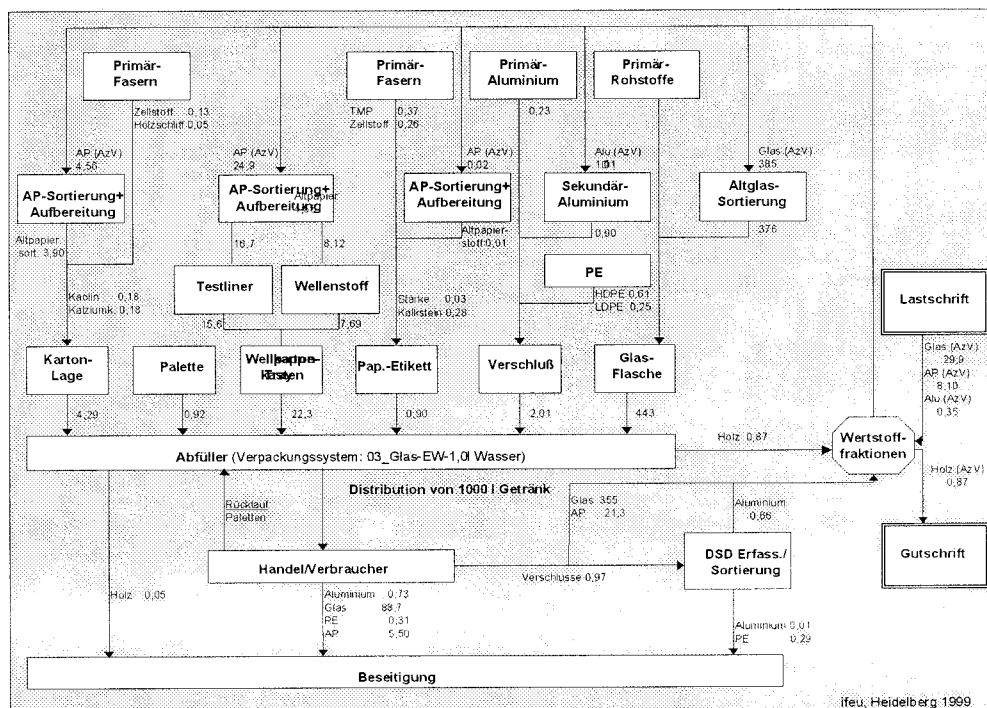 Primär-
Fasern
Primär-
Fasern
Primär-
Aluminium
Primär-
Rohstoffe
Zellstoff 0,13
Holzschliff 0,05
TMP 0,37
Zellstoff 0,26
0,23
AP (AzV)
4,56
AP (AzV)
24,9
AP (AzV)
0,02
Alu (AzV)
Glas (AzV)
385
AP-Sortierung+
Aufbereitung
AP-Sortierung+
Aufbereitung
Altpapier
AP-Sortierung+
Aufbereitung
Sekundär-
Aluminium
Altglas-
Sortierung
Altpapier
sort. 3,90
16,7
8,12
Altpapier-
stoff 0,01
0,90
376
Testliner
Wellenstoff
PE
HDPE 0,61
LDPE 0,25
Lastschrift
Kaolin 0,18
Kalziumk. 0,18
15,6
7,69
Stärke 0,03
Kalkstein 0,28
Glas (AzV)
29,9
AP (AzV)
8,10
Alu (AzV)
0,35
Karton-
Lage
Palette
Pap.-Etikett
Verschluß
Glas-
Flasche
4,29
0,92
22,3
0,90
2,01
443
Abfüller (Verpackungssystem: 03_Glas-EW-1,0l Wasser)
Holz 0,87
Wertstoff-
fraktionen
Holz (AzV)
0,87
Distribution von 1000 l Getränk
Rücklauf
Paletten
Glas 355
AP 21,3
Aluminium
0,66
Handel/Verbraucher
Verschlüsse 0,97
DSD Erfass./
Sortierung
Gutschrift
Holz 0,05
Aluminium 0,73
Glas 88,7
PE 0,31
AP 5,50
Aluminium 0,01
PE 0,29
Beseitigung
ifeu, Heidelberg 1999